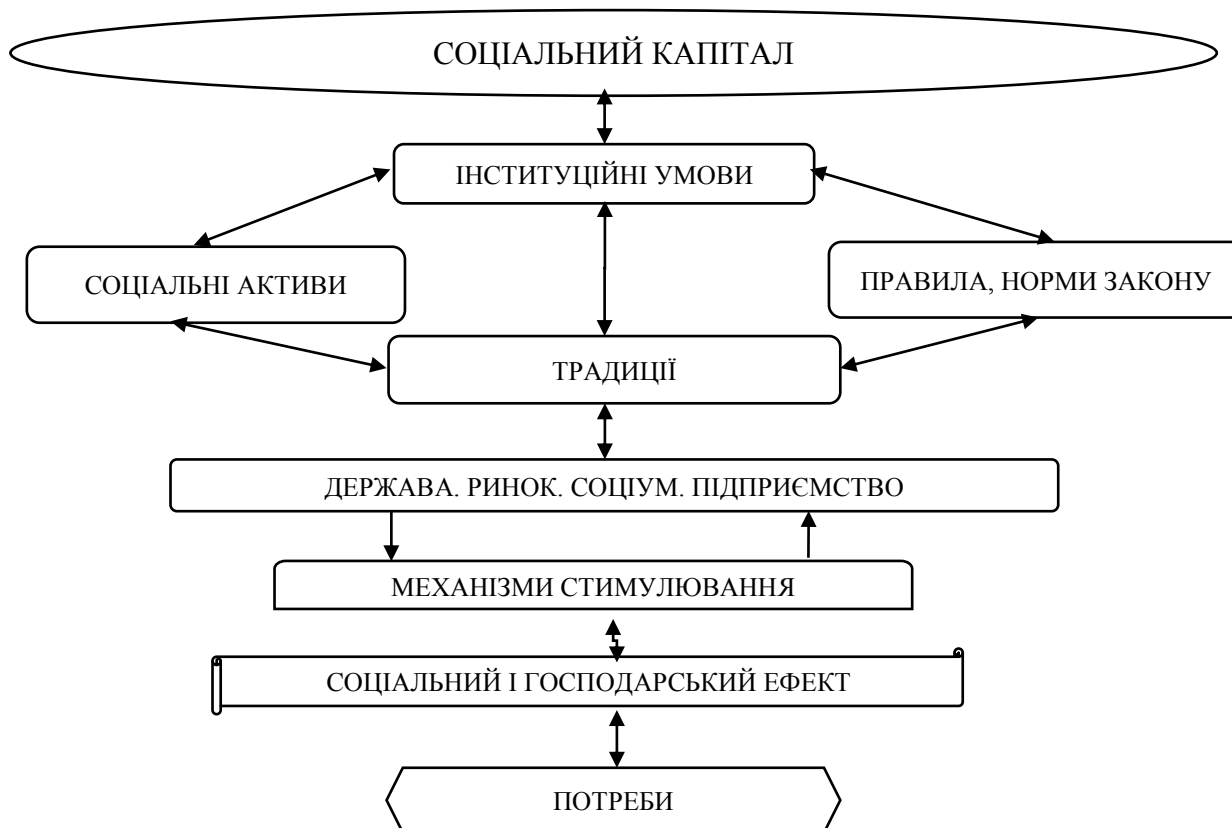 СОЦІАЛЬНИЙ КАПІТАЛ
ІНСТИТУЦІЙНІ УМОВИ
СОЦІАЛЬНІ АКТИВИ
ПРАВИЛА, НОРМИ ЗАКОНУ
ТРАДИЦІЇ
ДЕРЖАВА. РИНОК. СОЦІУМ. ПІДПРИЄМСТВО
МЕХАНІЗМИ СТИМУЛЮВАННЯ
СОЦІАЛЬНИЙ І ГОСПОДАРСЬКИЙ ЕФЕКТ
ПОТРЕБИ